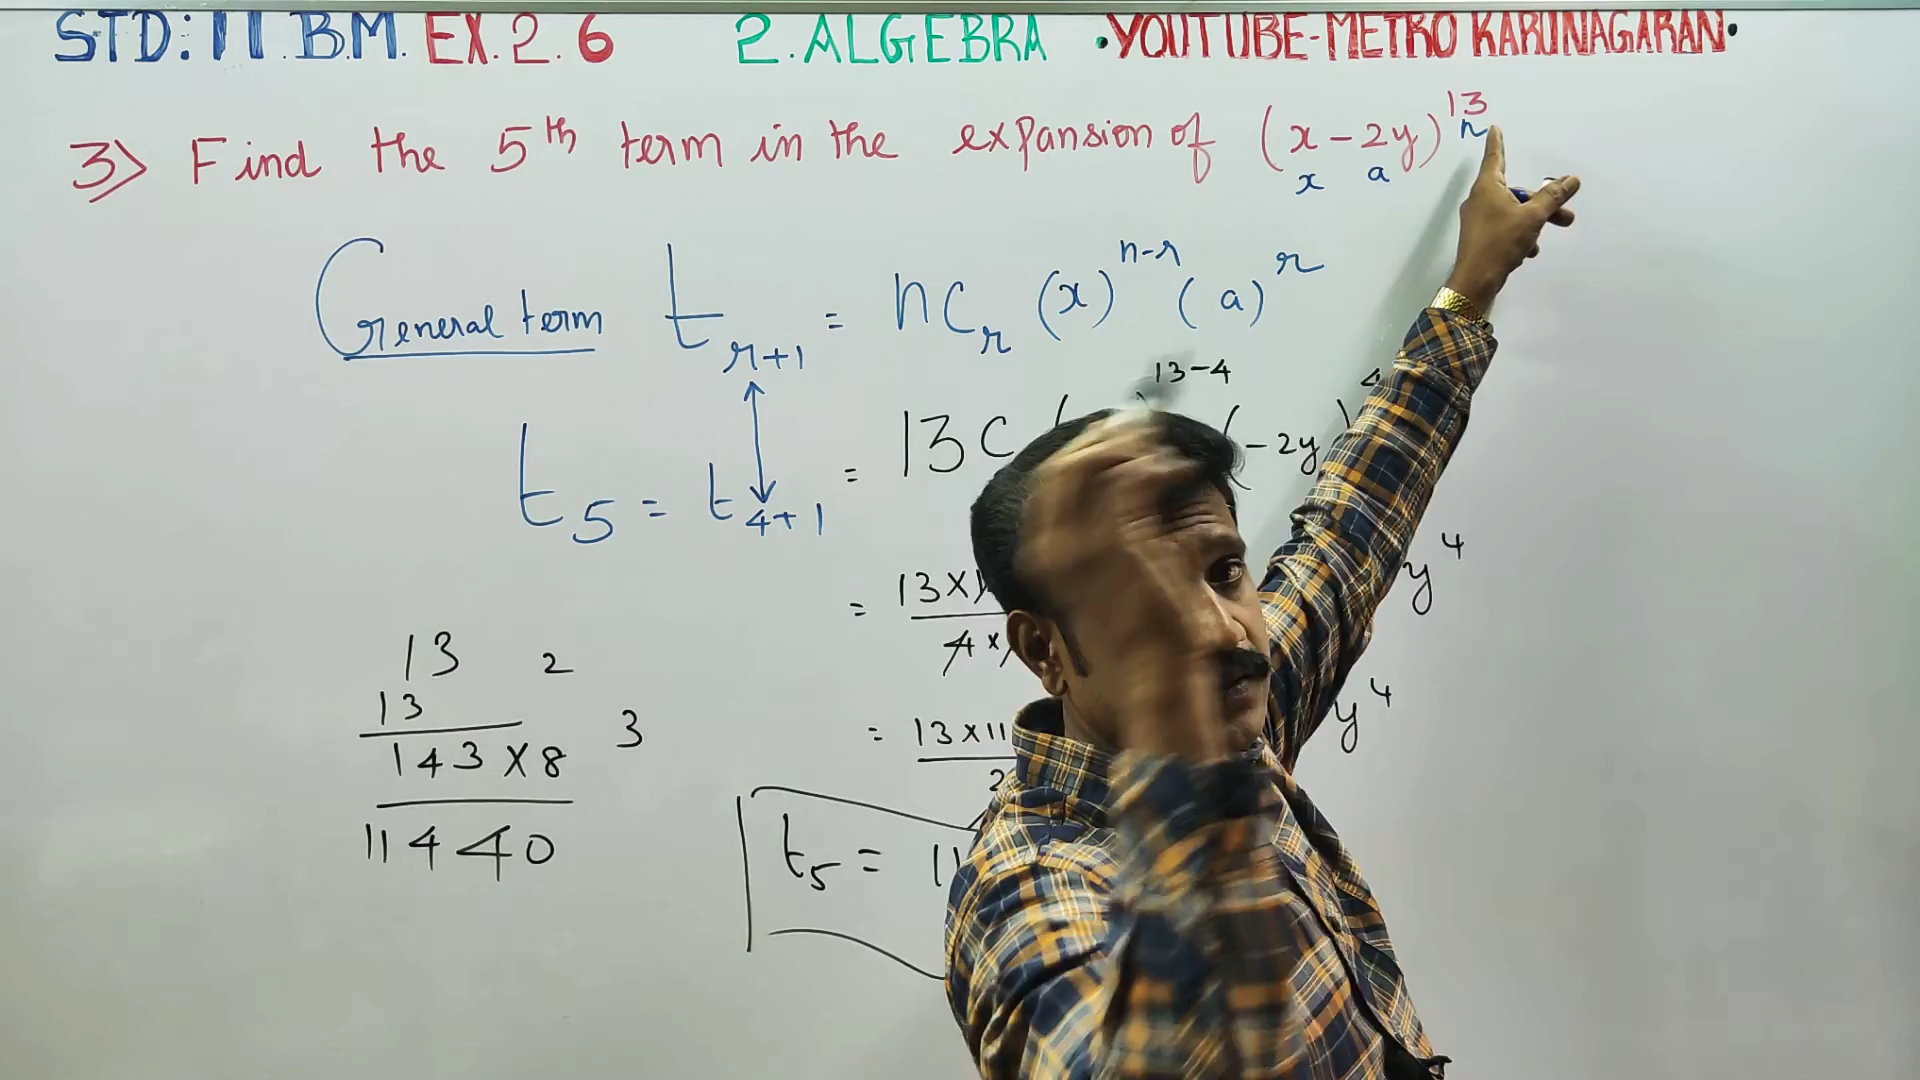 STD: 11.B.M. EX.2.6 2.ALGEBRA •YOUTUBE-METRO KARUNAGARAN•
3) Find the 5th term in the expansion of (x - 2y)^13
x a n
General term t_{r+1} = nC_r (x)^{n-r} (a)^r
t_5 = t_{4+1} = 13C ( )^{13-4} (-2y)^4
= 13 × y^4
4 ×
= 13 × 11 y^4
2
t_5 = 11
13 2
13
143 × 8 3
11440